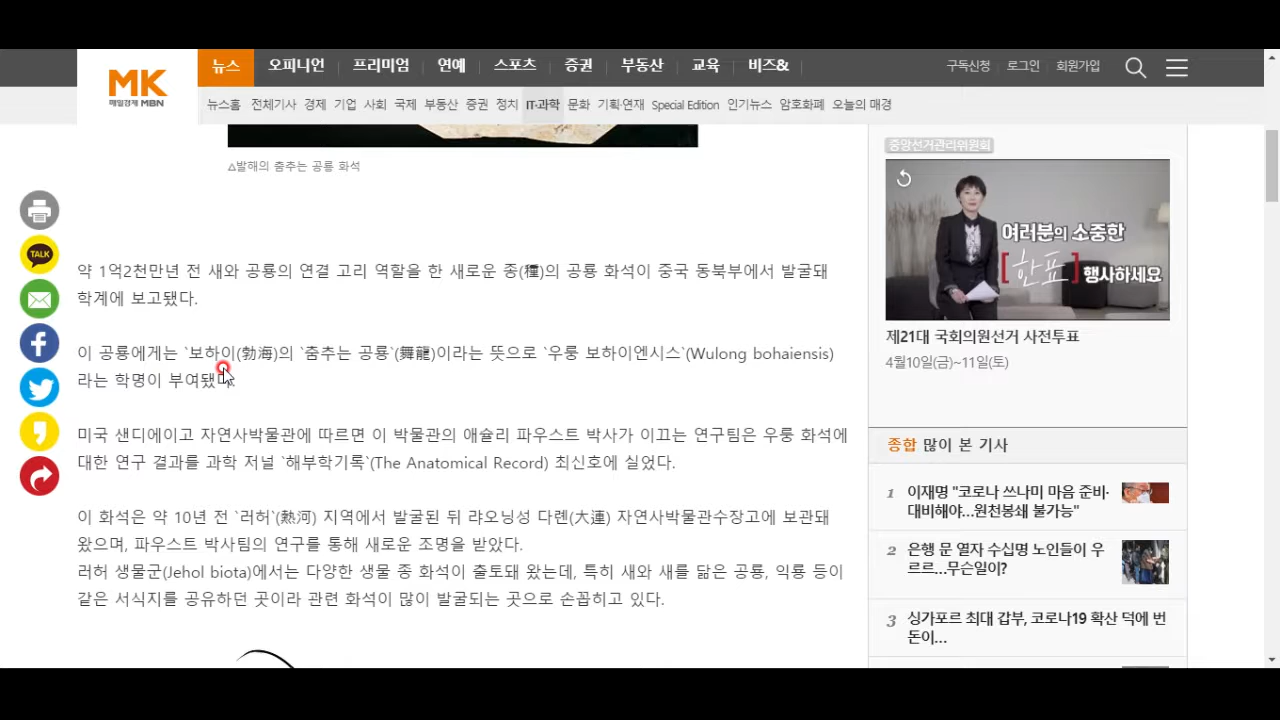 MK
매일경제 MBN
뉴스 오피니언 프리미엄 연예 스포츠 증권 부동산 교육 비즈&
구독신청 로그인 회원가입
뉴스홈 전체기사 경제 기업 사회 국제 부동산 증권 정치 IT·과학 문화 기획·연재 Special Edition 인기뉴스 암호화폐 오늘의 매경
△발해의 춤추는 공룡 화석
TALK
약 1억2천만년 전 새와 공룡의 연결 고리 역할을 한 새로운 종(種)의 공룡 화석이 중국 동북부에서 발굴돼
학계에 보고됐다.
이 공룡에게는 `보하이(勃海)의 `춤추는 공룡`(舞龍)이라는 뜻으로 `우룽 보하이엔시스`(Wulong bohaiensis)
라는 학명이 부여됐다.
미국 샌디에이고 자연사박물관에 따르면 이 박물관의 애슐리 파우스트 박사가 이끄는 연구팀은 우룽 화석에
대한 연구 결과를 과학 저널 `해부학기록`(The Anatomical Record) 최신호에 실었다.
이 화석은 약 10년 전 `러허`(熱河) 지역에서 발굴된 뒤 랴오닝성 다롄(大連) 자연사박물관수장고에 보관돼
왔으며, 파우스트 박사팀의 연구를 통해 새로운 조명을 받았다.
러허 생물군(Jehol biota)에서는 다양한 생물 종 화석이 출토돼 왔는데, 특히 새와 새를 닮은 공룡, 익룡 등이
같은 서식지를 공유하던 곳이라 관련 화석이 많이 발굴되는 곳으로 손꼽히고 있다.
중앙선거관리위원회
여러분의 소중한
[한표] 행사하세요
제21대 국회의원선거 사전투표
4월10일(금)~11일(토)
종합 많이 본 기사
1 이재명 "코로나 쓰나미 마음 준비·
대비해야...원천봉쇄 불가능"
2 은행 문 열자 수십명 노인들이 우
르르...무슨일이?
3 싱가포르 최대 갑부, 코로나19 확산 덕에 번
돈이...